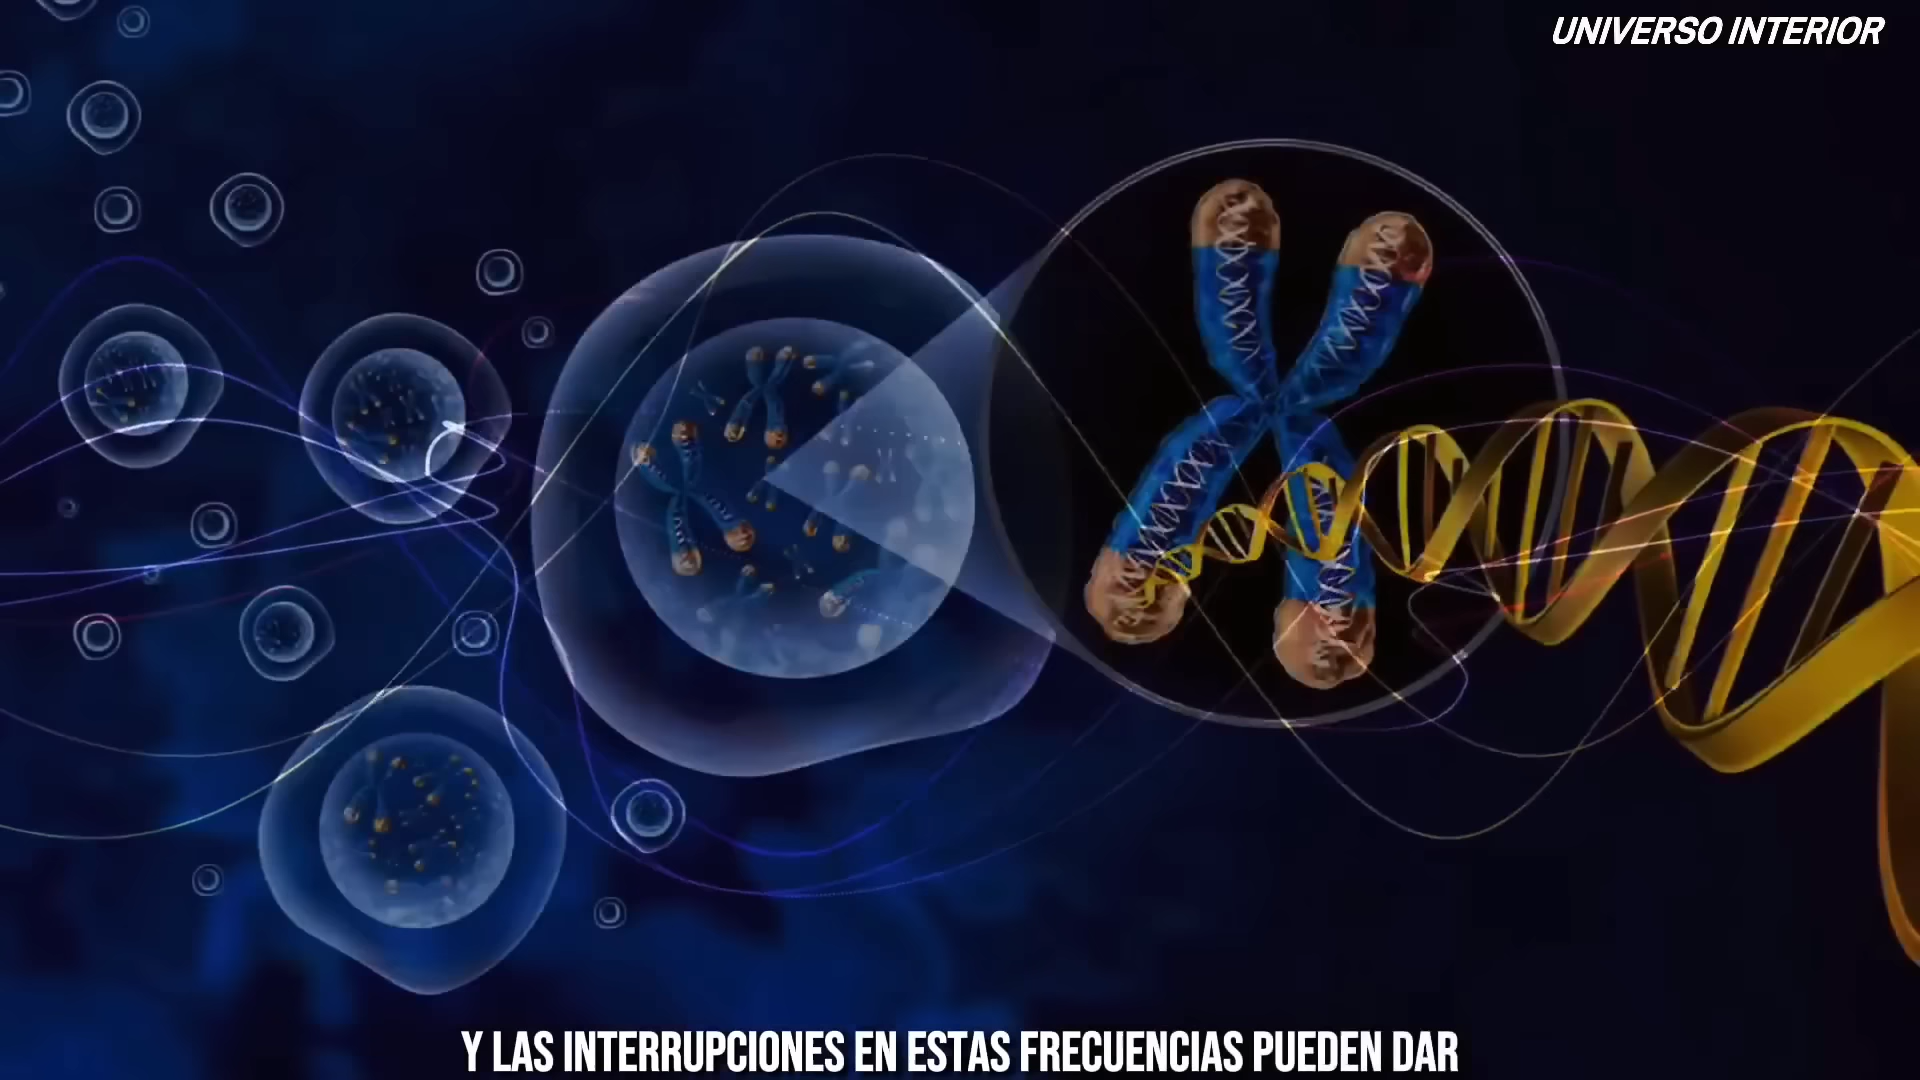 UNIVERSO INTERIOR
Y LAS INTERRUPCIONES EN ESTAS FRECUENCIAS PUEDEN DAR